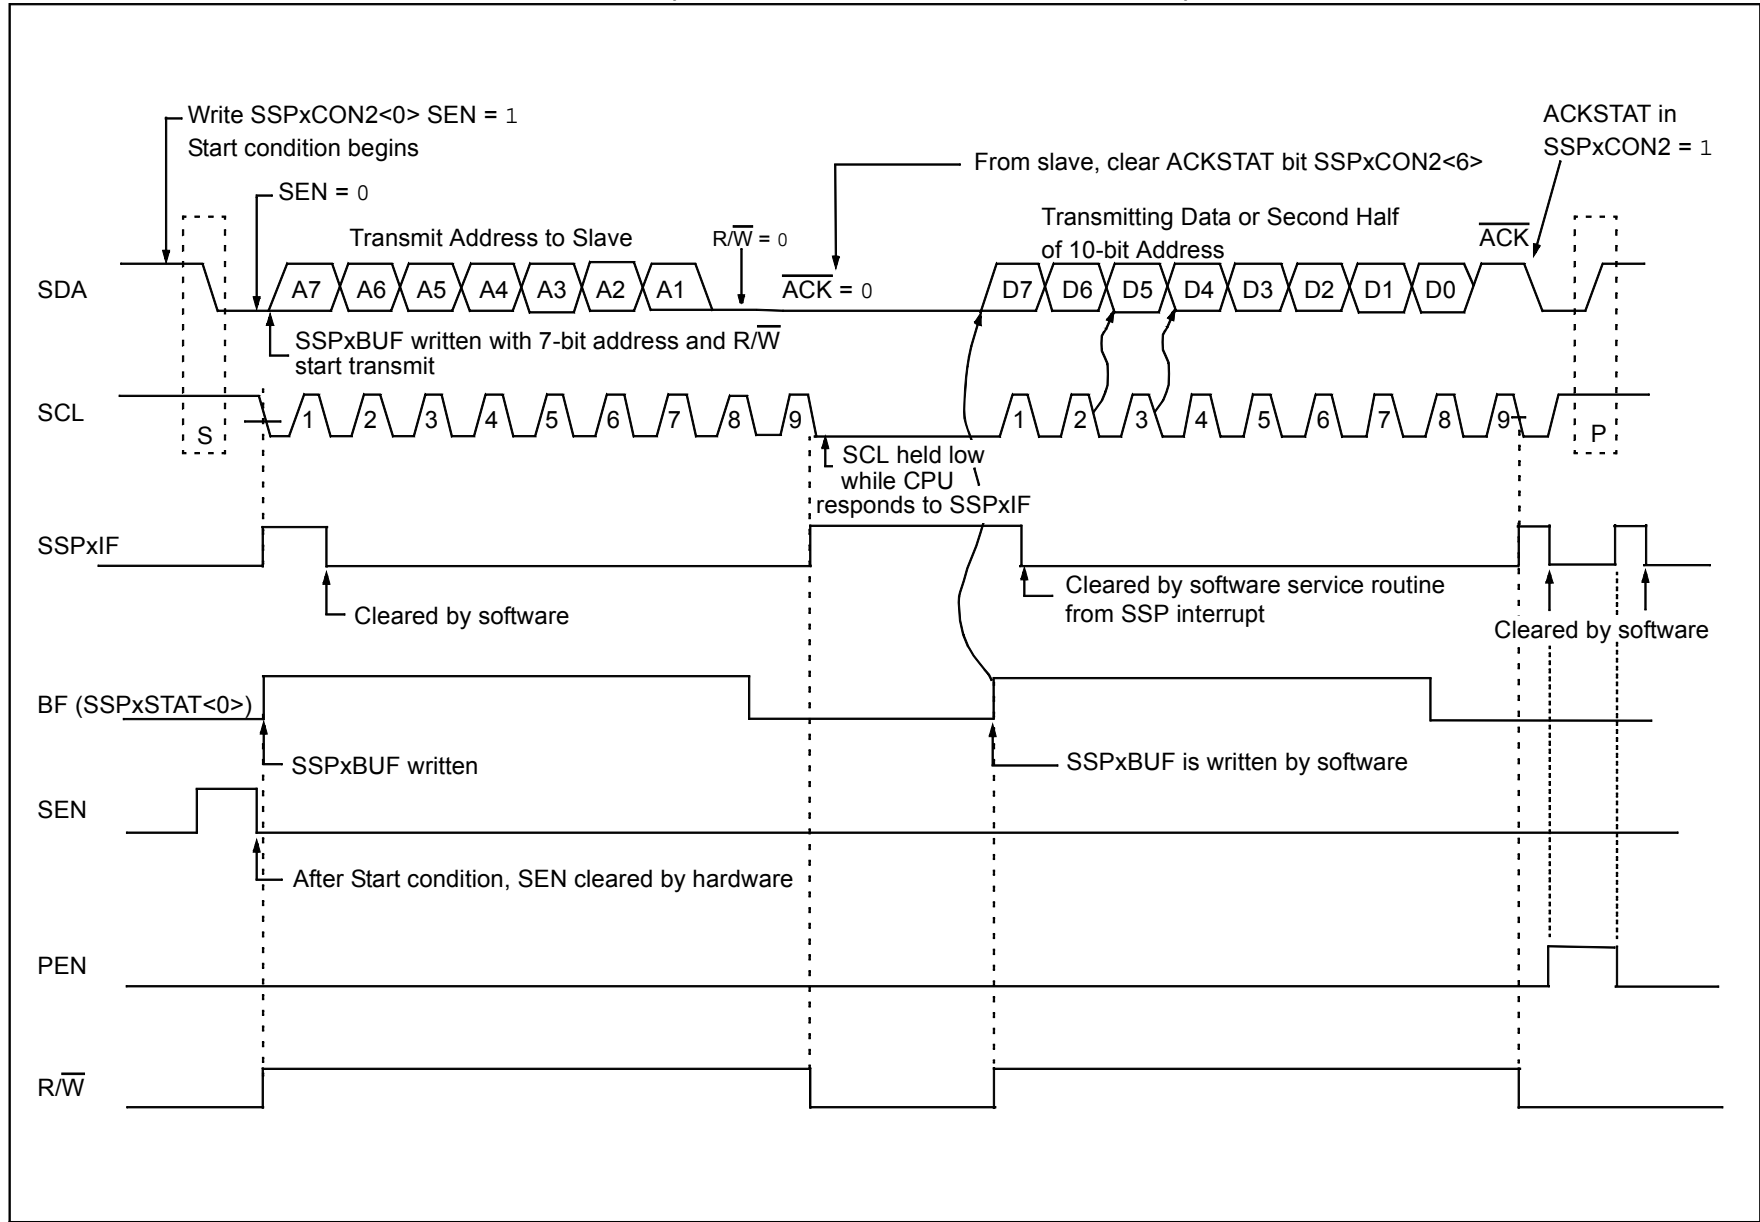 Write SSPxCON2<0> SEN = 1
Start condition begins
ACKSTAT in
SSPxCON2 = 1
From slave, clear ACKSTAT bit SSPxCON2<6>
SEN = 0
Transmitting Data or Second Half
of 10-bit Address
Transmit Address to Slave
R/W̅ = 0
A̅C̅K̅
SDA
A7 A6 A5 A4 A3 A2 A1
A̅C̅K̅ = 0
D7 D6 D5 D4 D3 D2 D1 D0
SSPxBUF written with 7-bit address and R/W̅
start transmit
SCL
S
1 2 3 4 5 6 7 8 9
1 2 3 4 5 6 7 8 9
P
SCL held low
while CPU
responds to SSPxIF
SSPxIF
Cleared by software
Cleared by software service routine
from SSP interrupt
Cleared by software
BF (SSPxSTAT<0>)
SSPxBUF written
SSPxBUF is written by software
SEN
After Start condition, SEN cleared by hardware
PEN
R/W̅